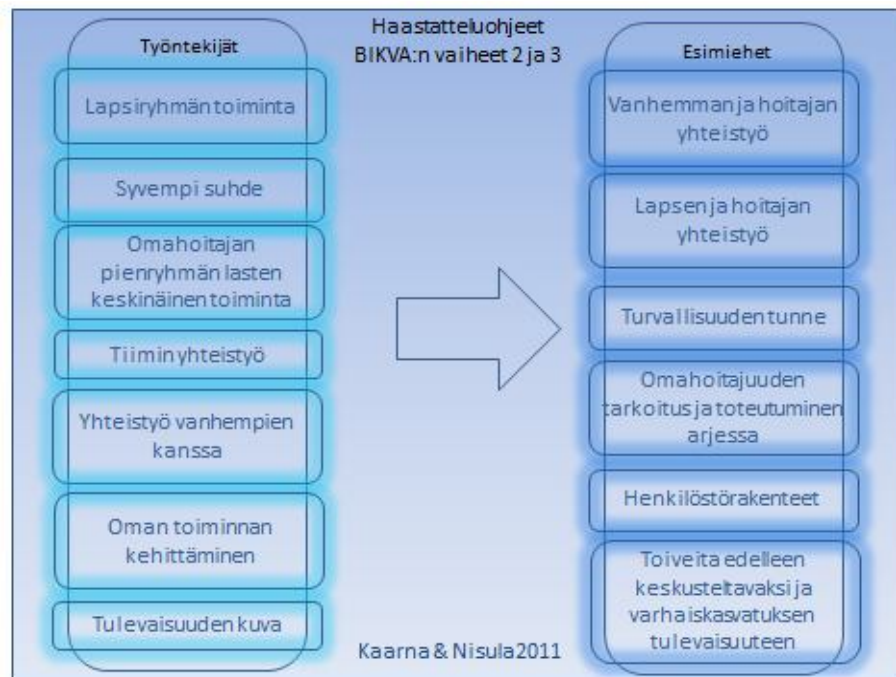 Haastatteluohjeet
BIKVA:n vaiheet 2 ja 3
Työntekijät
Lapsiryhmän toiminta
Syvempi suhde
Omahoitajan
pienryhmän lasten
keskinäinen toiminta
Tiimin yhteistyö
Yhteistyö vanhempien
kanssa
Oman toiminnan
kehittäminen
Tulevaisuuden kuva
Esimiehet
Vanhemman ja hoitajan
yhteistyö
Lapsen ja hoitajan
yhteistyö
Turvallisuuden tunne
Omahoitajuuden
tarkoitus ja toteutuminen
arjessa
Henkilöstörakenteet
Toiveita edelleen
keskusteltavaksi ja
varhaiskasvatuksen
tulevaisuuteen
Kaarna & Nisula2011